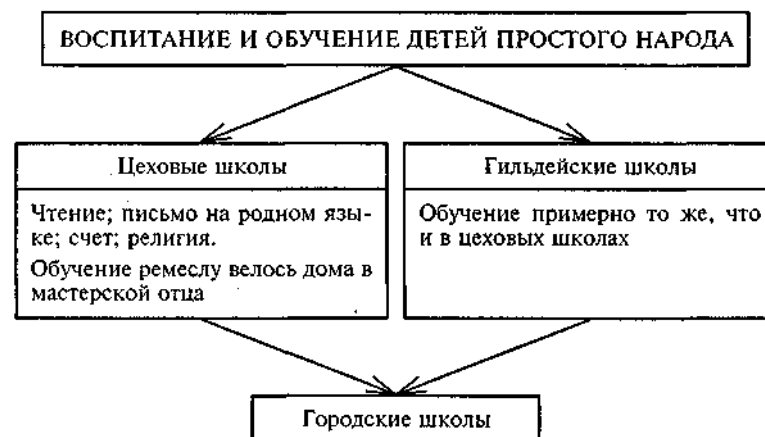 ВОСПИТАНИЕ И ОБУЧЕНИЕ ДЕТЕЙ ПРОСТОГО НАРОДА
Цеховые школы
Чтение; письмо на родном язы-
ке; счет; религия.
Обучение ремеслу велось дома в
мастерской отца
Гильдейские школы
Обучение примерно то же, что
и в цеховых школах
Городские школы